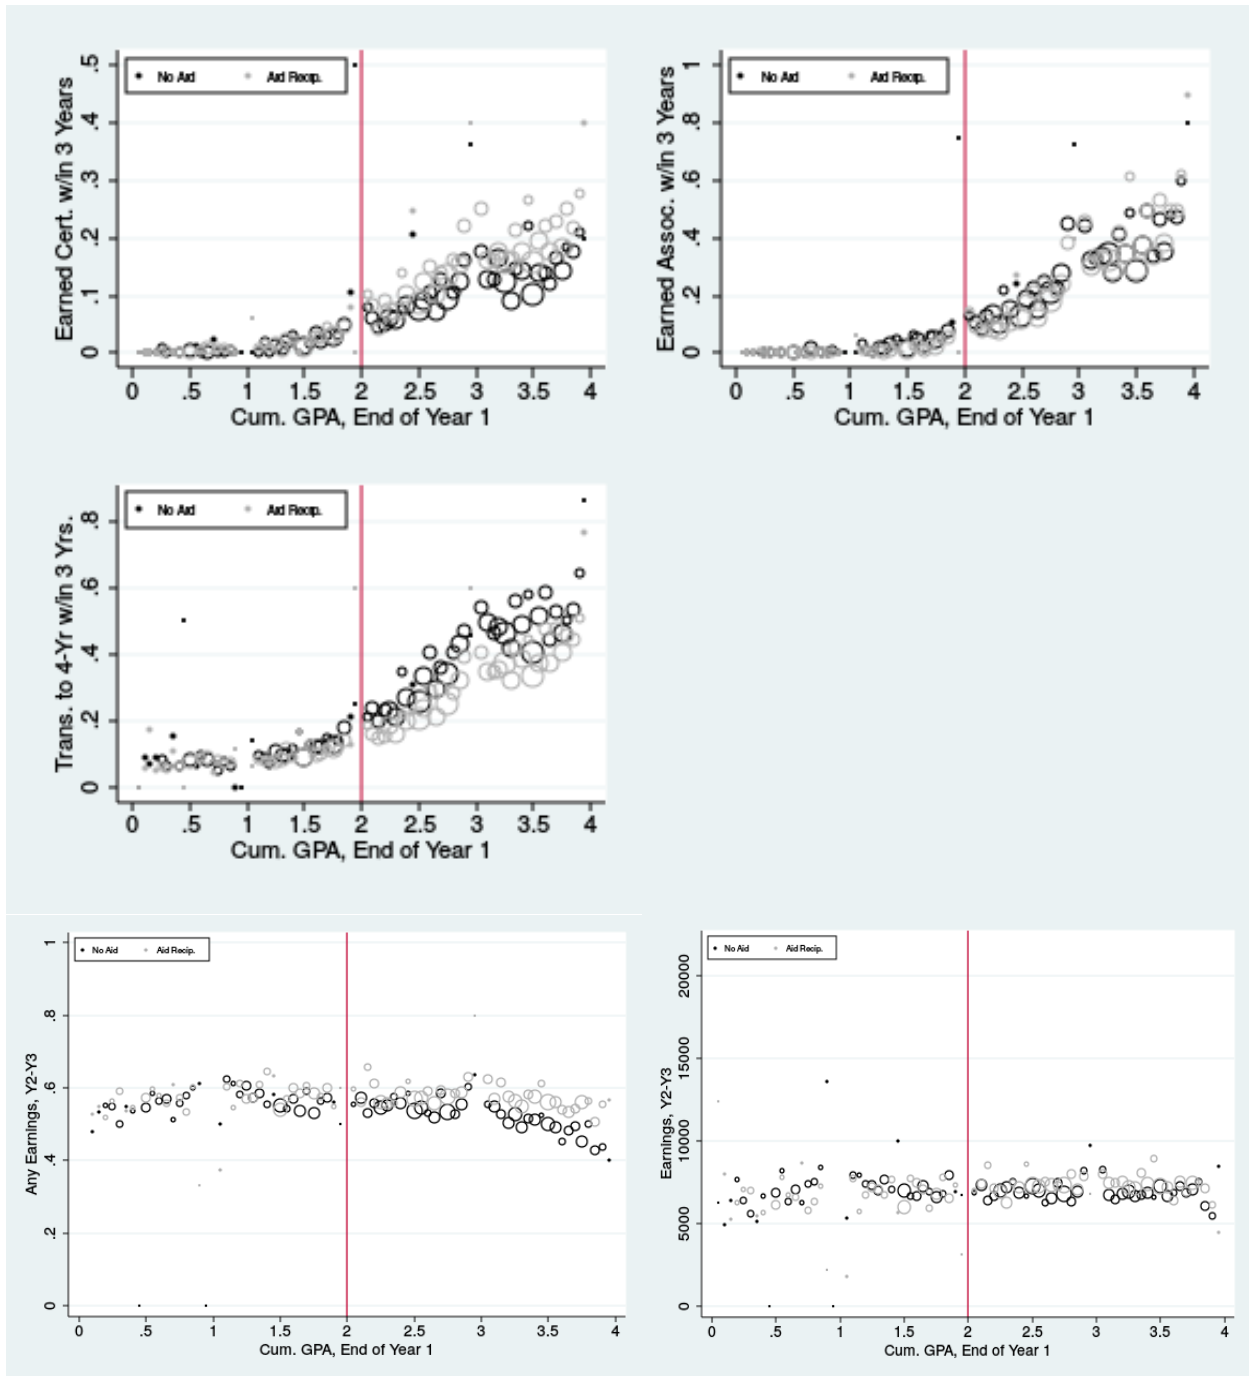 Earned Cert. w/in 3 Years
No Aid Aid Recip.
.5
.4
.3
.2
.1
0
0 .5 1 1.5 2 2.5 3 3.5 4
Cum. GPA, End of Year 1
Earned Assoc. w/in 3 Years
No Aid Aid Recip.
1
.8
.6
.4
.2
0
0 .5 1 1.5 2 2.5 3 3.5 4
Cum. GPA, End of Year 1
Trans. to 4-Yr w/in 3 Yrs.
No Aid Aid Recip.
.8
.6
.4
.2
0
0 .5 1 1.5 2 2.5 3 3.5 4
Cum. GPA, End of Year 1
Any Earnings, Y2-Y3
No Aid Aid Recip.
1
.8
.6
.4
.2
0
0 .5 1 1.5 2 2.5 3 3.5 4
Cum. GPA, End of Year 1
Earnings, Y2-Y3
No Aid Aid Recip.
20000
15000
10000
5000
0
0 .5 1 1.5 2 2.5 3 3.5 4
Cum. GPA, End of Year 1